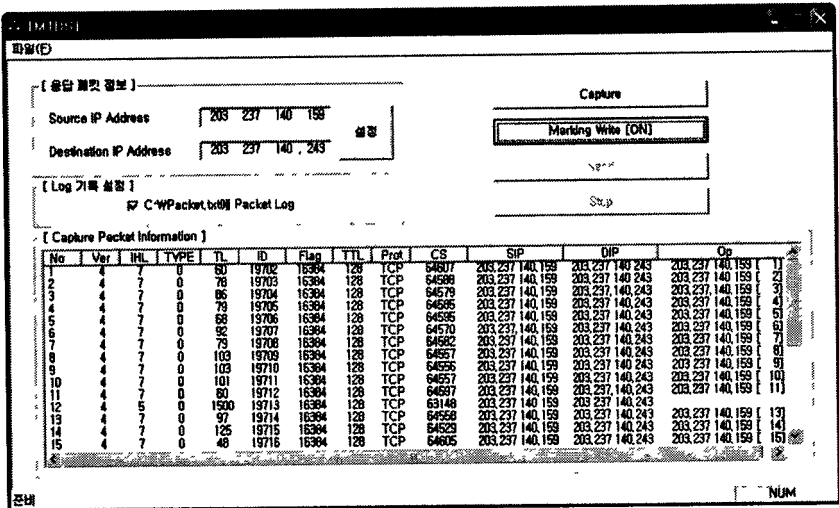 파일(F)
[ 응답 패킷 정보 ]
Source IP Address 203 237 140 159
Destination IP Address 203 237 140 , 243
설정
Capture
Marking Write [ON]
Stop
[ Log 기록 설정 ]
C:\Packet.txt에 Packet Log
[ Capture Packet Information ]
No Ver IHL TYPE TL ID Flag TTL Prot CS SIP DIP Op
1 4 7 0 60 19702 16384 128 TCP 64607 203,237,140,159 203,237,140,243 203,237,140,159 [ 1]
2 4 7 0 78 19703 16384 128 TCP 64588 203,237,140,159 203,237,140,243 203,237,140,159 [ 2]
3 4 7 0 86 19704 16384 128 TCP 64579 203,237,140,159 203,237,140,243 203,237,140,159 [ 3]
4 4 7 0 79 19705 16384 128 TCP 64585 203,237,140,159 203,237,140,243 203,237,140,159 [ 4]
5 4 7 0 68 19706 16384 128 TCP 64595 203,237,140,159 203,237,140,243 203,237,140,159 [ 5]
6 4 7 0 92 19707 16384 128 TCP 64570 203,237,140,159 203,237,140,243 203,237,140,159 [ 6]
7 4 7 0 79 19708 16384 128 TCP 64582 203,237,140,159 203,237,140,243 203,237,140,159 [ 7]
8 4 7 0 103 19709 16384 128 TCP 64557 203,237,140,159 203,237,140,243 203,237,140,159 [ 8]
9 4 7 0 103 19710 16384 128 TCP 64556 203,237,140,159 203,237,140,243 203,237,140,159 [ 9]
10 4 7 0 101 19711 16384 128 TCP 64557 203,237,140,159 203,237,140,243 203,237,140,159 [ 10]
11 4 7 0 60 19712 16384 128 TCP 64597 203,237,140,159 203,237,140,243 203,237,140,159 [ 11]
12 4 5 0 1500 19713 16384 128 TCP 63148 203,237,140,159 203,237,140,243
13 4 7 0 97 19714 16384 128 TCP 64558 203,237,140,159 203,237,140,243 203,237,140,159 [ 13]
14 4 7 0 125 19715 16384 128 TCP 64529 203,237,140,159 203,237,140,243 203,237,140,159 [ 14]
15 4 7 0 48 19716 16384 128 TCP 64605 203,237,140,159 203,237,140,243 203,237,140,159 [ 15]
준비 NUM